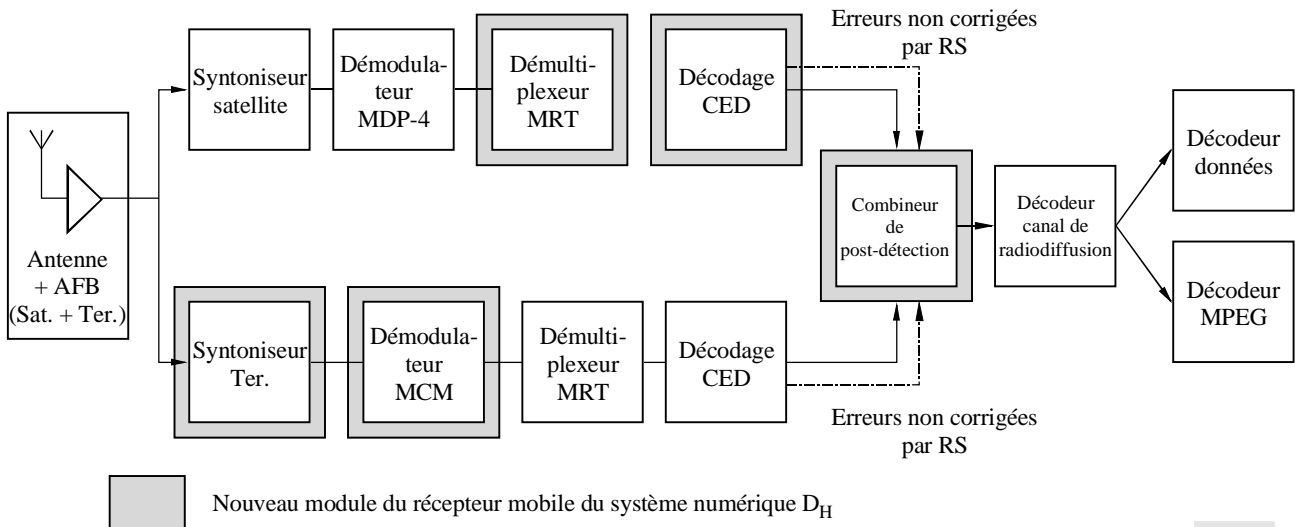 Erreurs non corrigées
par RS
Syntoniseur
satellite
Démodula-
teur
MDP-4
Démulti-
plexeur
MRT
Décodage
CED
Antenne
+ AFB
(Sat. + Ter.)
Combineur
de
post-détection
Décodeur
canal de
radiodiffusion
Décodeur
données
Décodeur
MPEG
Syntoniseur
Ter.
Démodula-
teur
MCM
Démulti-
plexeur
MRT
Décodage
CED
Erreurs non corrigées
par RS
Nouveau module du récepteur mobile du système numérique DH